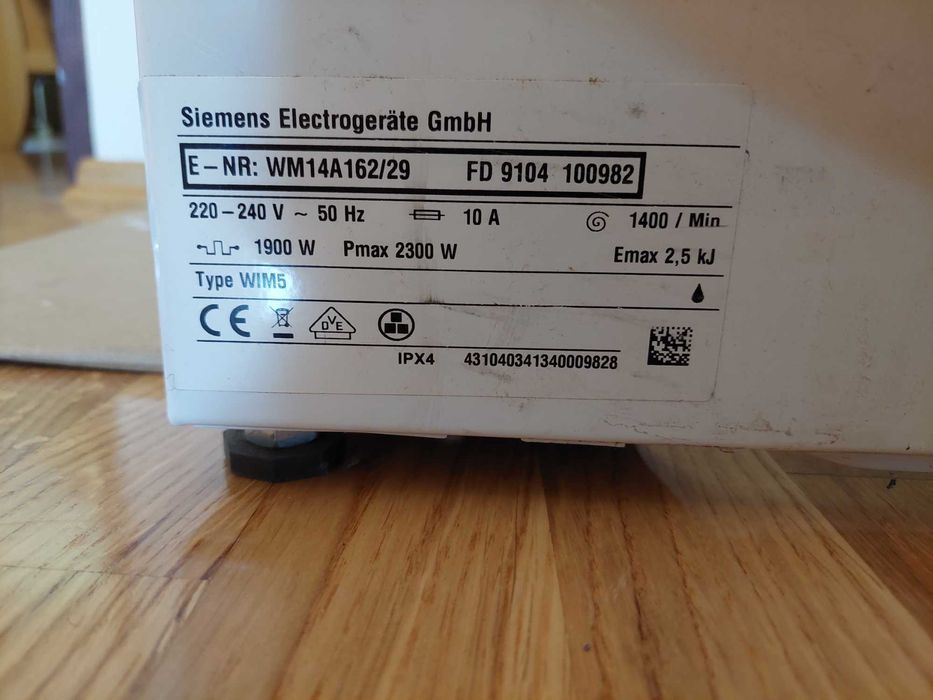 Siemens Electrogeräte GmbH
E-NR: WM14A162/29 FD 9104 100982
220-240 V ~ 50 Hz 10 A 1400 / Min
1900 W Pmax 2300 W Emax 2,5 kJ
Type WIM5
CE DVE
IPX4 431040341340009828